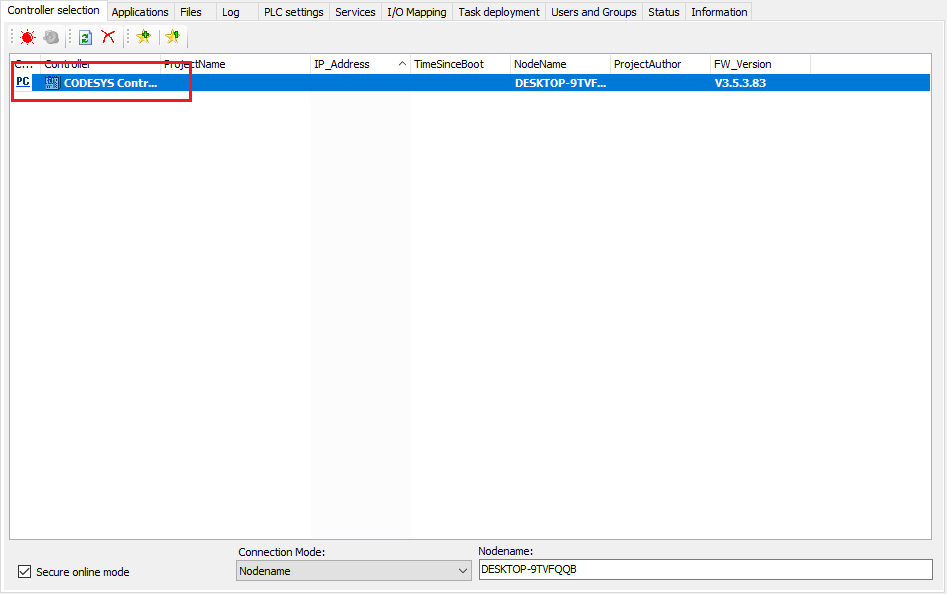 Controller selection Applications Files Log PLC settings Services I/O Mapping Task deployment Users and Groups Status Information
C... Controller ProjectName IP_Address TimeSinceBoot NodeName ProjectAuthor FW_Version
PC CODESYS Contr... DESKTOP-9TVF... V3.5.3.83
Connection Mode: Nodename:
Secure online mode Nodename DESKTOP-9TVFQQB